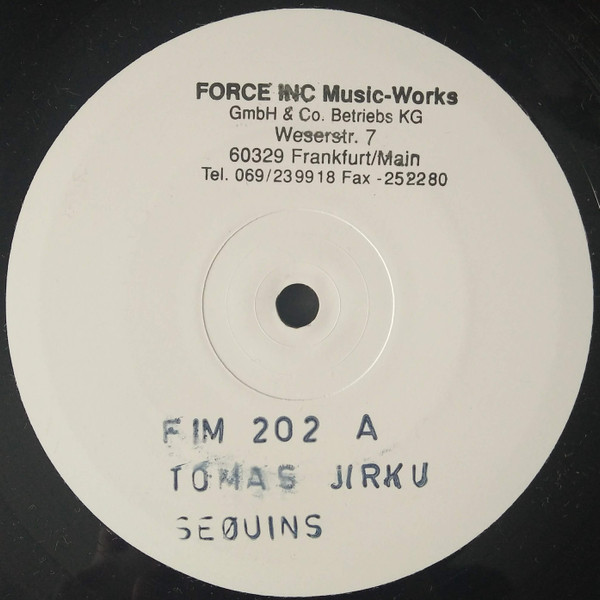 FORCE INC Music-Works
GmbH & Co. Betriebs KG
Weserstr. 7
60329 Frankfurt/Main
Tel. 069/239918 Fax -252280
FIM 202 A
TOMAS JIRKU
SEQUINS